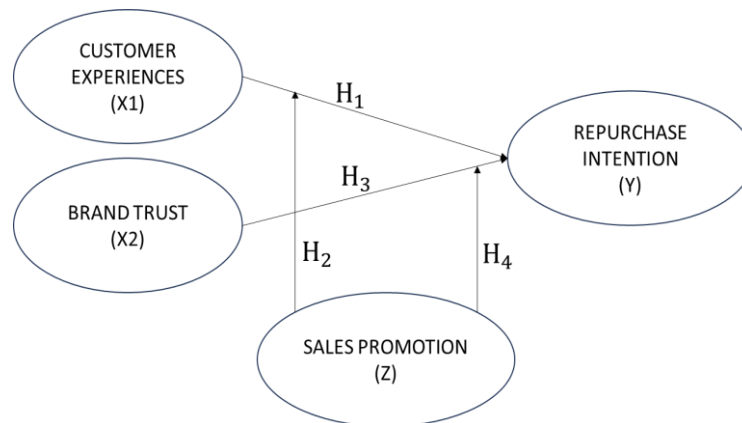 CUSTOMER
EXPERIENCES
(X1)
H₁
REPURCHASE
INTENTION
(Y)
H₃
BRAND TRUST
(X2)
H₂
H₄
SALES PROMOTION
(Z)